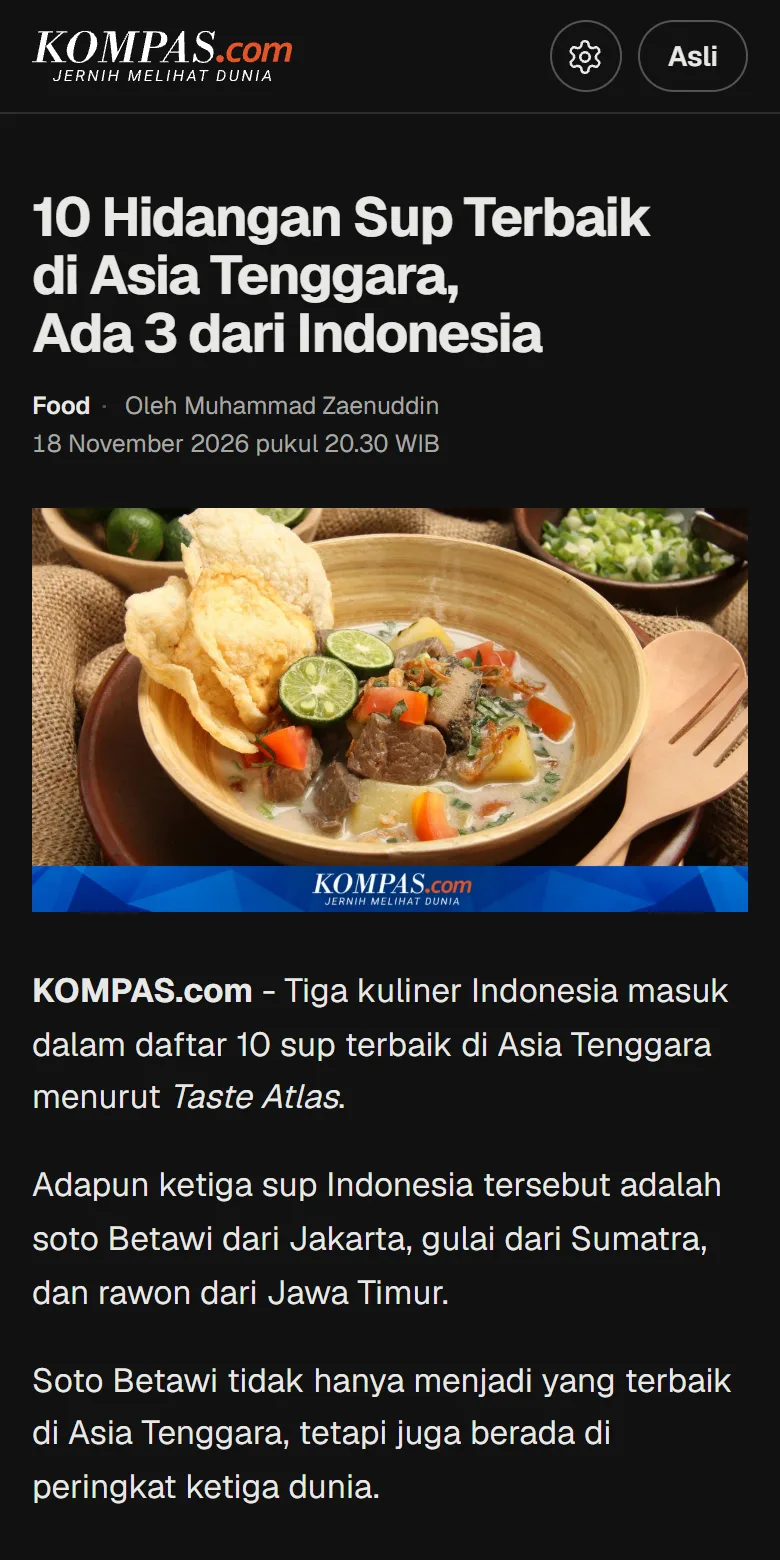 KOMPAS.com
JERNIH MELIHAT DUNIA
Asli
10 Hidangan Sup Terbaik
di Asia Tenggara,
Ada 3 dari Indonesia
Food · Oleh Muhammad Zaenuddin
18 November 2026 pukul 20.30 WIB
KOMPAS.com
JERNIH MELIHAT DUNIA
KOMPAS.com - Tiga kuliner Indonesia masuk
dalam daftar 10 sup terbaik di Asia Tenggara
menurut Taste Atlas.
Adapun ketiga sup Indonesia tersebut adalah
soto Betawi dari Jakarta, gulai dari Sumatra,
dan rawon dari Jawa Timur.
Soto Betawi tidak hanya menjadi yang terbaik
di Asia Tenggara, tetapi juga berada di
peringkat ketiga dunia.